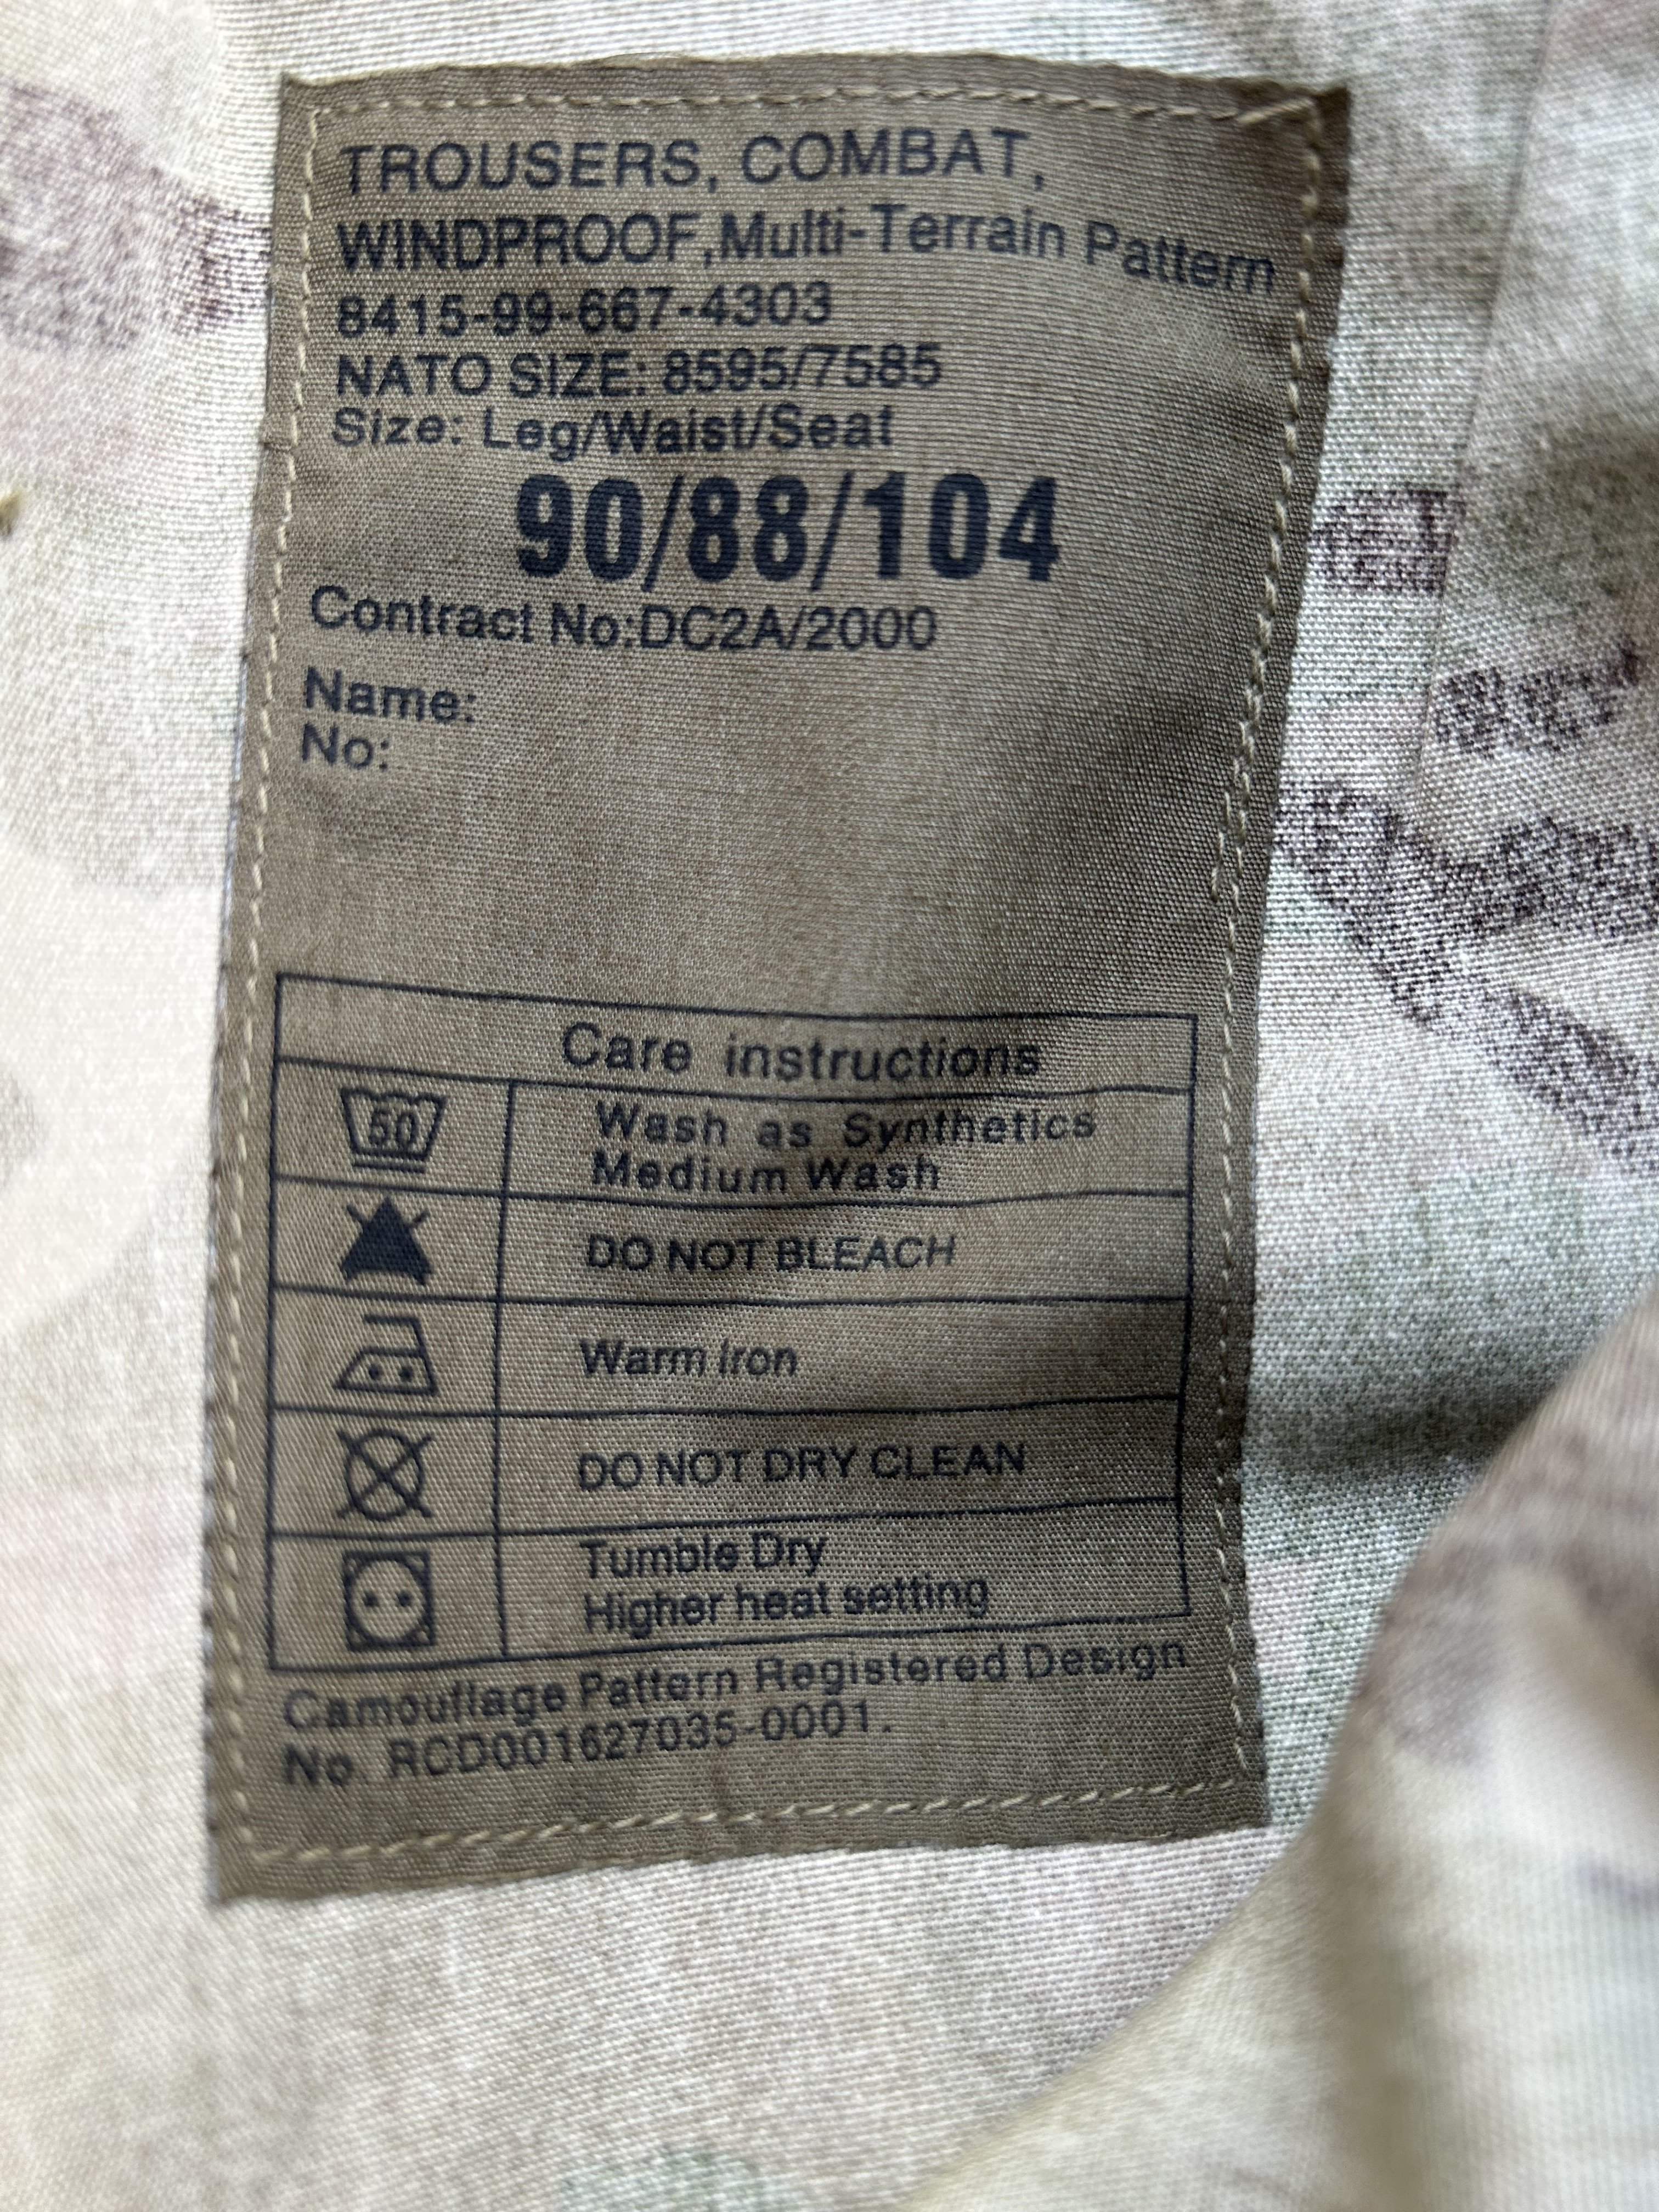 TROUSERS, COMBAT,
WINDPROOF,Multi-Terrain Pattern
8415-99-667-4303
NATO SIZE: 8595/7585
Size: Leg/Waist/Seat
90/88/104
Contract No:DC2A/2000
Name:
No:
Care instructions
50
Wash as Synthetics
Medium Wash
DO NOT BLEACH
Warm Iron
DO NOT DRY CLEAN
Tumble Dry
Higher heat setting
Camouflage Pattern Registered Design
No. RCD001627035-0001.